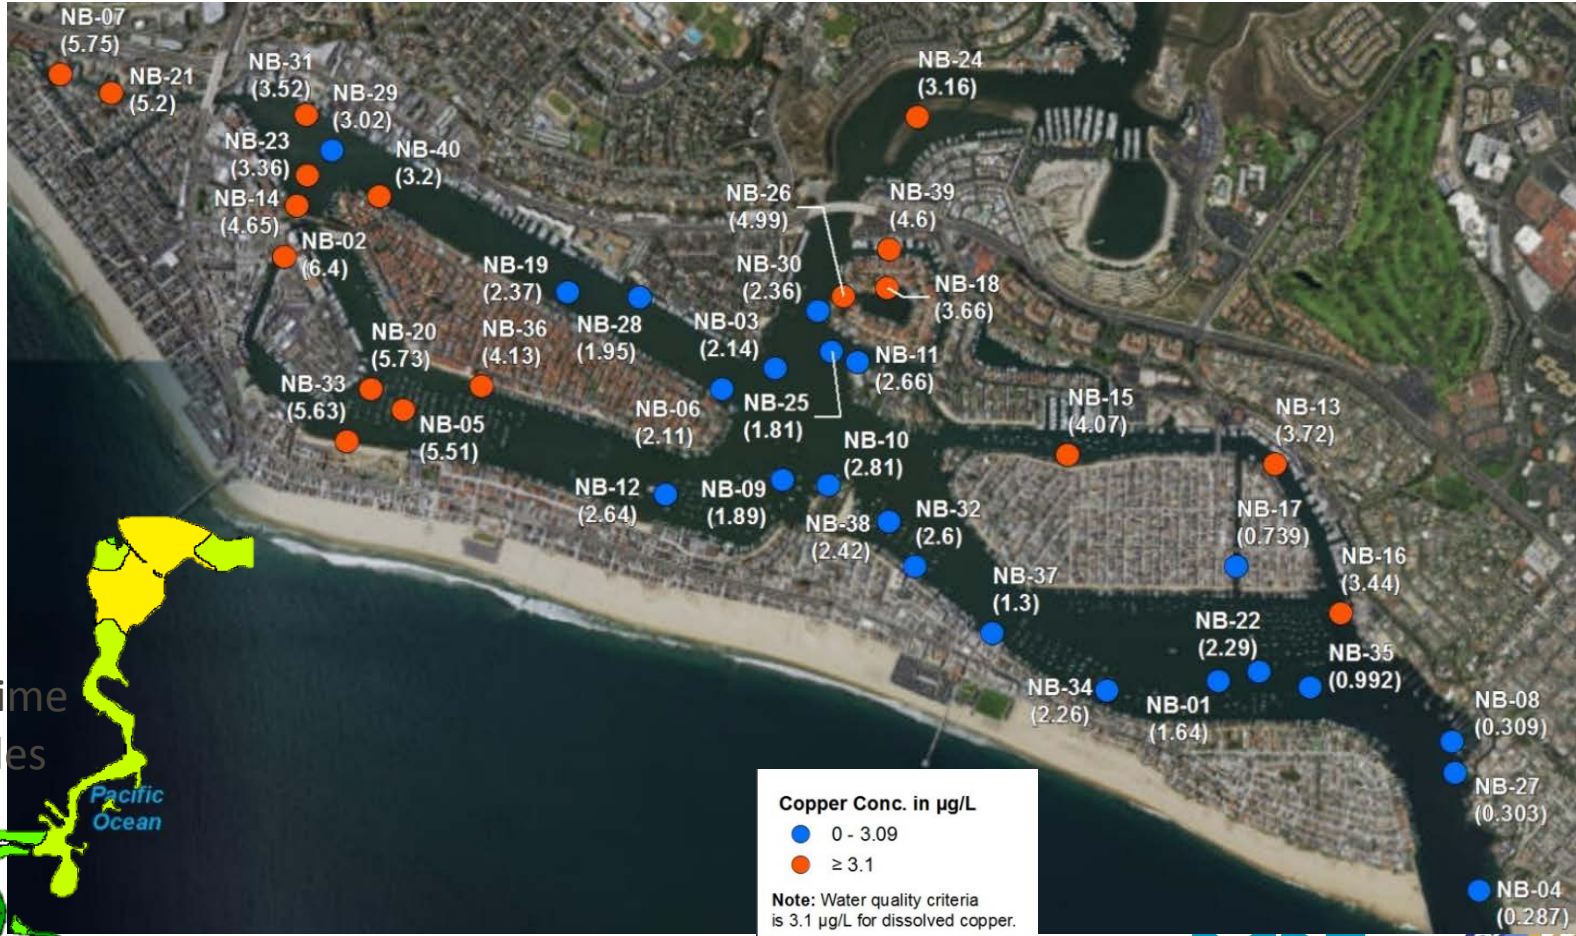 NB-07
(5.75)
NB-21
(5.2)
NB-31
(3.52)
NB-29
(3.02)
NB-23
(3.36)
NB-40
(3.2)
NB-14
(4.65)
NB-02
(6.4)
NB-24
(3.16)
NB-26
(4.99)
NB-39
(4.6)
NB-19
(2.37)
NB-30
(2.36)
NB-18
(3.66)
NB-28
(1.95)
NB-03
(2.14)
NB-20
(5.73)
NB-36
(4.13)
NB-11
(2.66)
NB-33
(5.63)
NB-05
(5.51)
NB-06
(2.11)
NB-25
(1.81)
NB-15
(4.07)
NB-13
(3.72)
NB-10
(2.81)
NB-12
(2.64)
NB-09
(1.89)
NB-38
(2.42)
NB-32
(2.6)
NB-17
(0.739)
NB-16
(3.44)
NB-37
(1.3)
NB-22
(2.29)
NB-35
(0.992)
NB-34
(2.26)
NB-01
(1.64)
NB-08
(0.309)
NB-27
(0.303)
NB-04
(0.287)
ime
les
Pacific
Ocean
Copper Conc. in µg/L
0 - 3.09
≥ 3.1
Note: Water quality criteria
is 3.1 µg/L for dissolved copper.